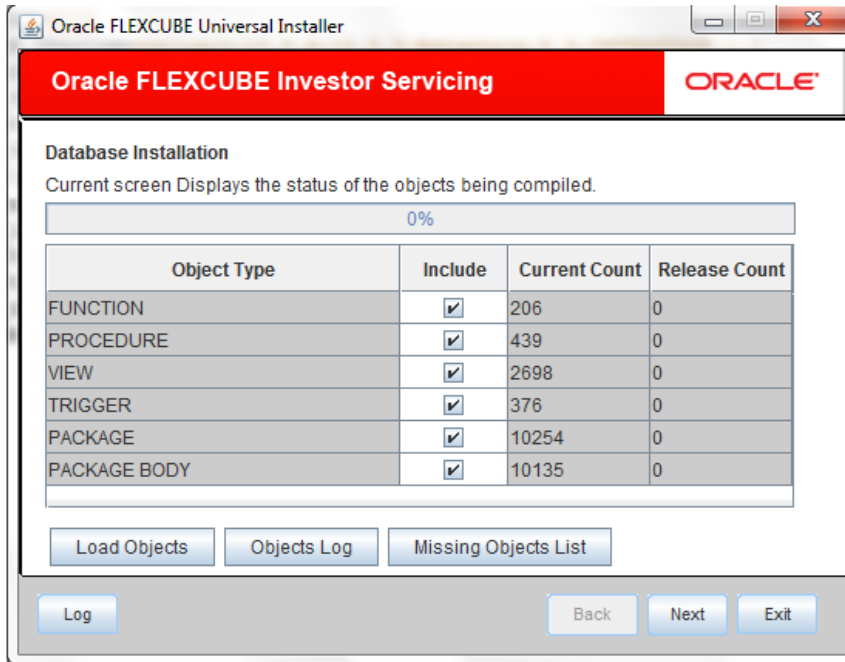 Oracle FLEXCUBE Universal Installer
Oracle FLEXCUBE Investor Servicing ORACLE
Database Installation
Current screen Displays the status of the objects being compiled.
0%
Object Type Include Current Count Release Count
FUNCTION 206 0
PROCEDURE 439 0
VIEW 2698 0
TRIGGER 376 0
PACKAGE 10254 0
PACKAGE BODY 10135 0
Load Objects Objects Log Missing Objects List
Log Back Next Exit